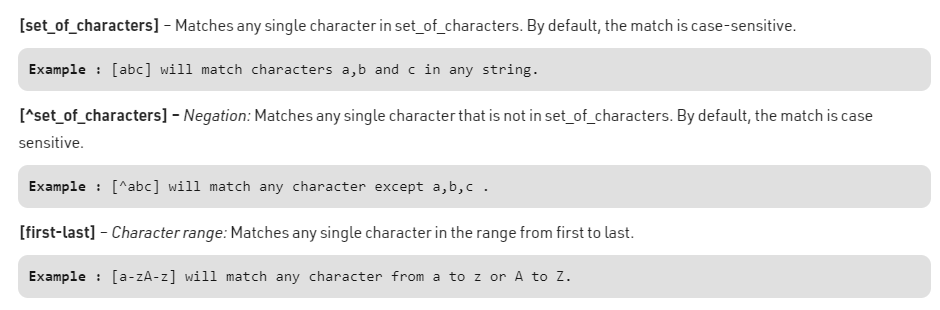 [set_of_characters] – Matches any single character in set_of_characters. By default, the match is case-sensitive.
Example : [abc] will match characters a,b and c in any string.
[^set_of_characters] – Negation: Matches any single character that is not in set_of_characters. By default, the match is case
sensitive.
Example : [^abc] will match any character except a,b,c .
[first-last] – Character range: Matches any single character in the range from first to last.
Example : [a-zA-z] will match any character from a to z or A to Z.